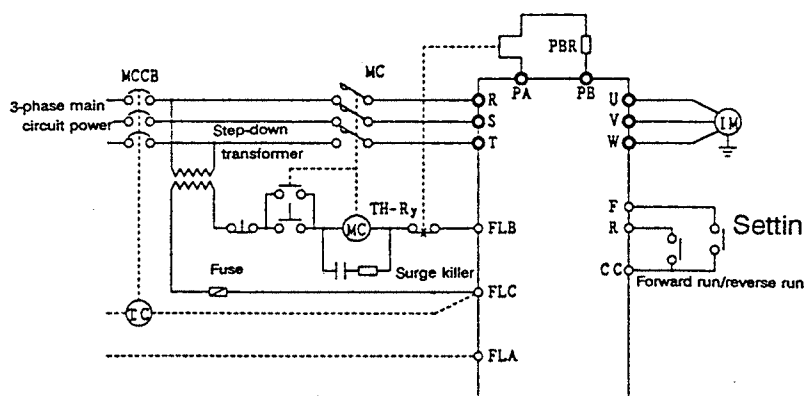 PBR
MCCB
MC
PA
PB
3-phase main
circuit power
R
S
T
U
V
W
IM
Step-down
transformer
TH-Ry
MC
FLB
F
R
CC
Settin
Forward run/reverse run
Surge killer
Fuse
FLC
TC
FLA